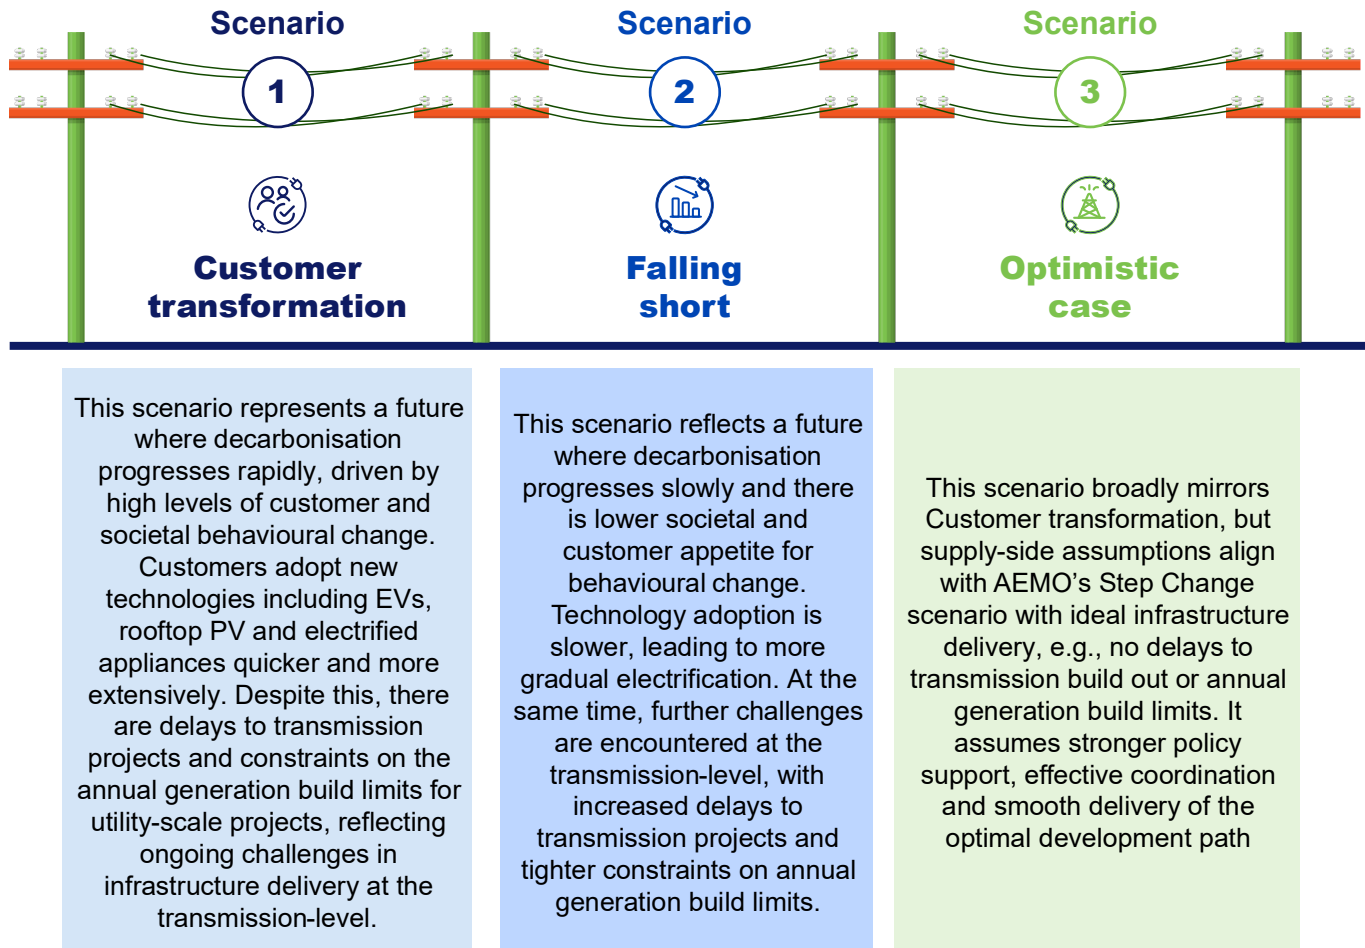 Scenario
1
Customer
transformation
This scenario represents a future
where decarbonisation
progresses rapidly, driven by
high levels of customer and
societal behavioural change.
Customers adopt new
technologies including EVs,
rooftop PV and electrified
appliances quicker and more
extensively. Despite this, there
are delays to transmission
projects and constraints on the
annual generation build limits for
utility-scale projects, reflecting
ongoing challenges in
infrastructure delivery at the
transmission-level.
Scenario
2
Falling
short
This scenario reflects a future
where decarbonisation
progresses slowly and there
is lower societal and
customer appetite for
behavioural change.
Technology adoption is
slower, leading to more
gradual electrification. At the
same time, further challenges
are encountered at the
transmission-level, with
increased delays to
transmission projects and
tighter constraints on annual
generation build limits.
Scenario
3
Optimistic
case
This scenario broadly mirrors
Customer transformation, but
supply-side assumptions align
with AEMO’s Step Change
scenario with ideal infrastructure
delivery, e.g., no delays to
transmission build out or annual
generation build limits. It
assumes stronger policy
support, effective coordination
and smooth delivery of the
optimal development path